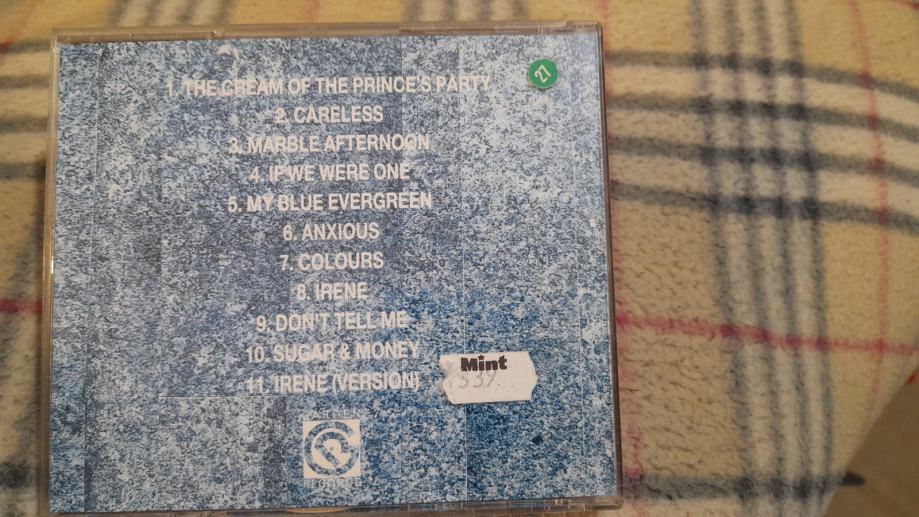 1. THE CREAM OF THE PRINCE'S PARTY
27
2. CARELESS
3. MARBLE AFTERNOON
4. IF WE WERE ONE
5. MY BLUE EVERGREEN
6. ANXIOUS
7. COLOURS
8. IRENE
9. DON'T TELL ME
10. SUGAR & MONEY
Mint
11. IRENE (VERSION)